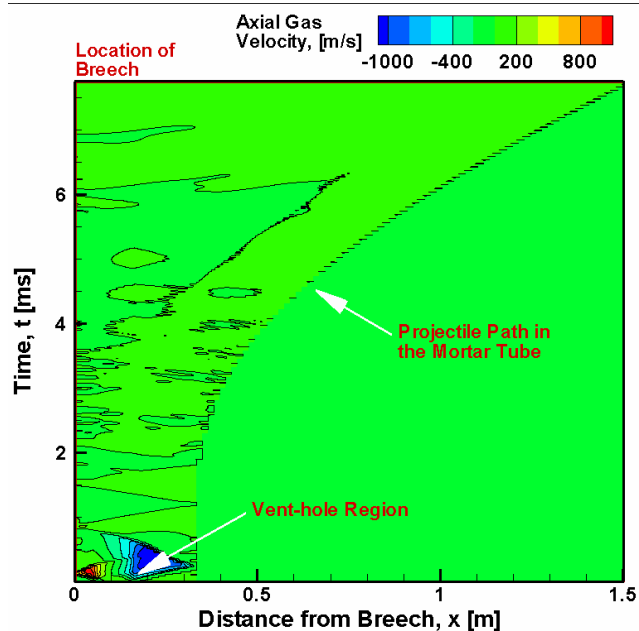 Axial Gas
Velocity, [m/s]
-1000 -400 200 800
Location of
Breech
6
4
2
Time, t [ms]
Projectile Path in
the Mortar Tube
Vent-hole Region
0 0.5 1 1.5
Distance from Breech, x [m]